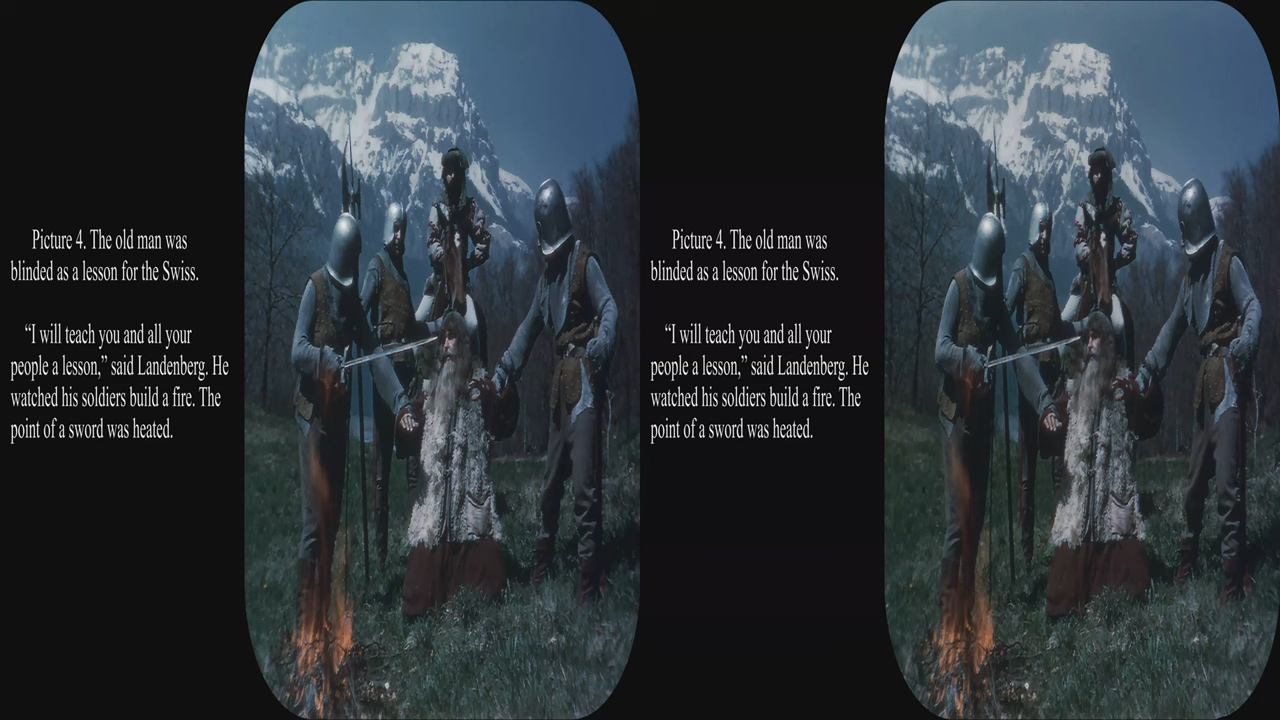 Picture 4. The old man was
blinded as a lesson for the Swiss.
“I will teach you and all your
people a lesson,” said Landenberg. He
watched his soldiers build a fire. The
point of a sword was heated.
Picture 4. The old man was
blinded as a lesson for the Swiss.
“I will teach you and all your
people a lesson,” said Landenberg. He
watched his soldiers build a fire. The
point of a sword was heated.